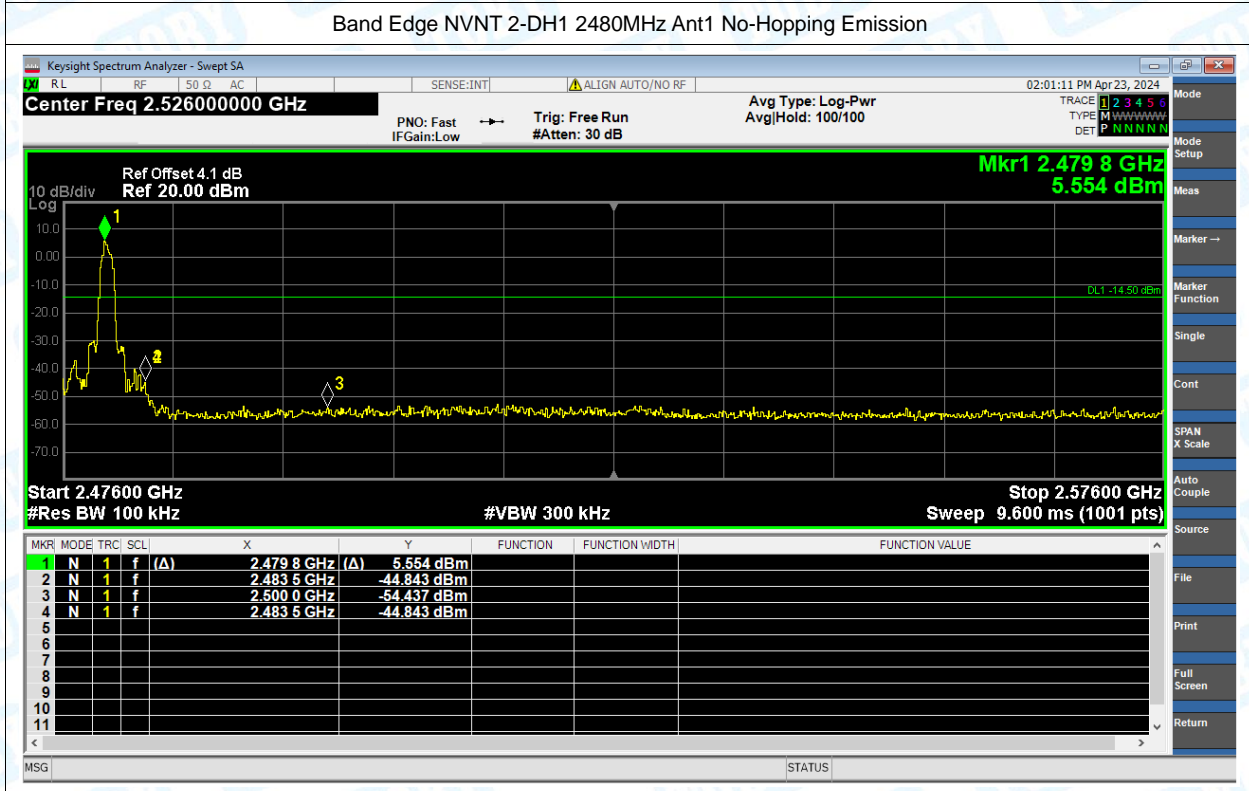 Band Edge NVNT 2-DH1 2480MHz Ant1 No-Hopping Emission
Keysight Spectrum Analyzer - Swept SA
LXI RL RF 50 Ω AC SENSE:INT ALIGN AUTO/NO RF 02:01:11 PM Apr 23, 2024
Center Freq 2.526000000 GHz
PNO: Fast
IFGain:Low
Trig: Free Run
#Atten: 30 dB
Avg Type: Log-Pwr
Avg|Hold: 100/100
TRACE 1 2 3 4 5 6
TYPE M WWWWW
DET P N N N N N
Mkr1 2.479 8 GHz
5.554 dBm
Ref Offset 4.1 dB
10 dB/div Ref 20.00 dBm
Log
10.0
0.00
-10.0
-20.0
-30.0
-40.0
-50.0
-60.0
-70.0
1
3
DL1 -14.50 dBm
Start 2.47600 GHz Stop 2.57600 GHz
#Res BW 100 kHz #VBW 300 kHz Sweep 9.600 ms (1001 pts)
MKR MODE TRC SCL X Y FUNCTION FUNCTION WIDTH FUNCTION VALUE
1 N 1 f (Δ) 2.479 8 GHz (Δ) 5.554 dBm
2 N 1 f 2.483 5 GHz -44.843 dBm
3 N 1 f 2.500 0 GHz -54.437 dBm
4 N 1 f 2.483 5 GHz -44.843 dBm
5
6
7
8
9
10
11
MSG STATUS
Mode
Mode
Setup
Meas
Marker →
Marker
Function
Single
Cont
SPAN
X Scale
Auto
Couple
Source
File
Print
Full
Screen
Return